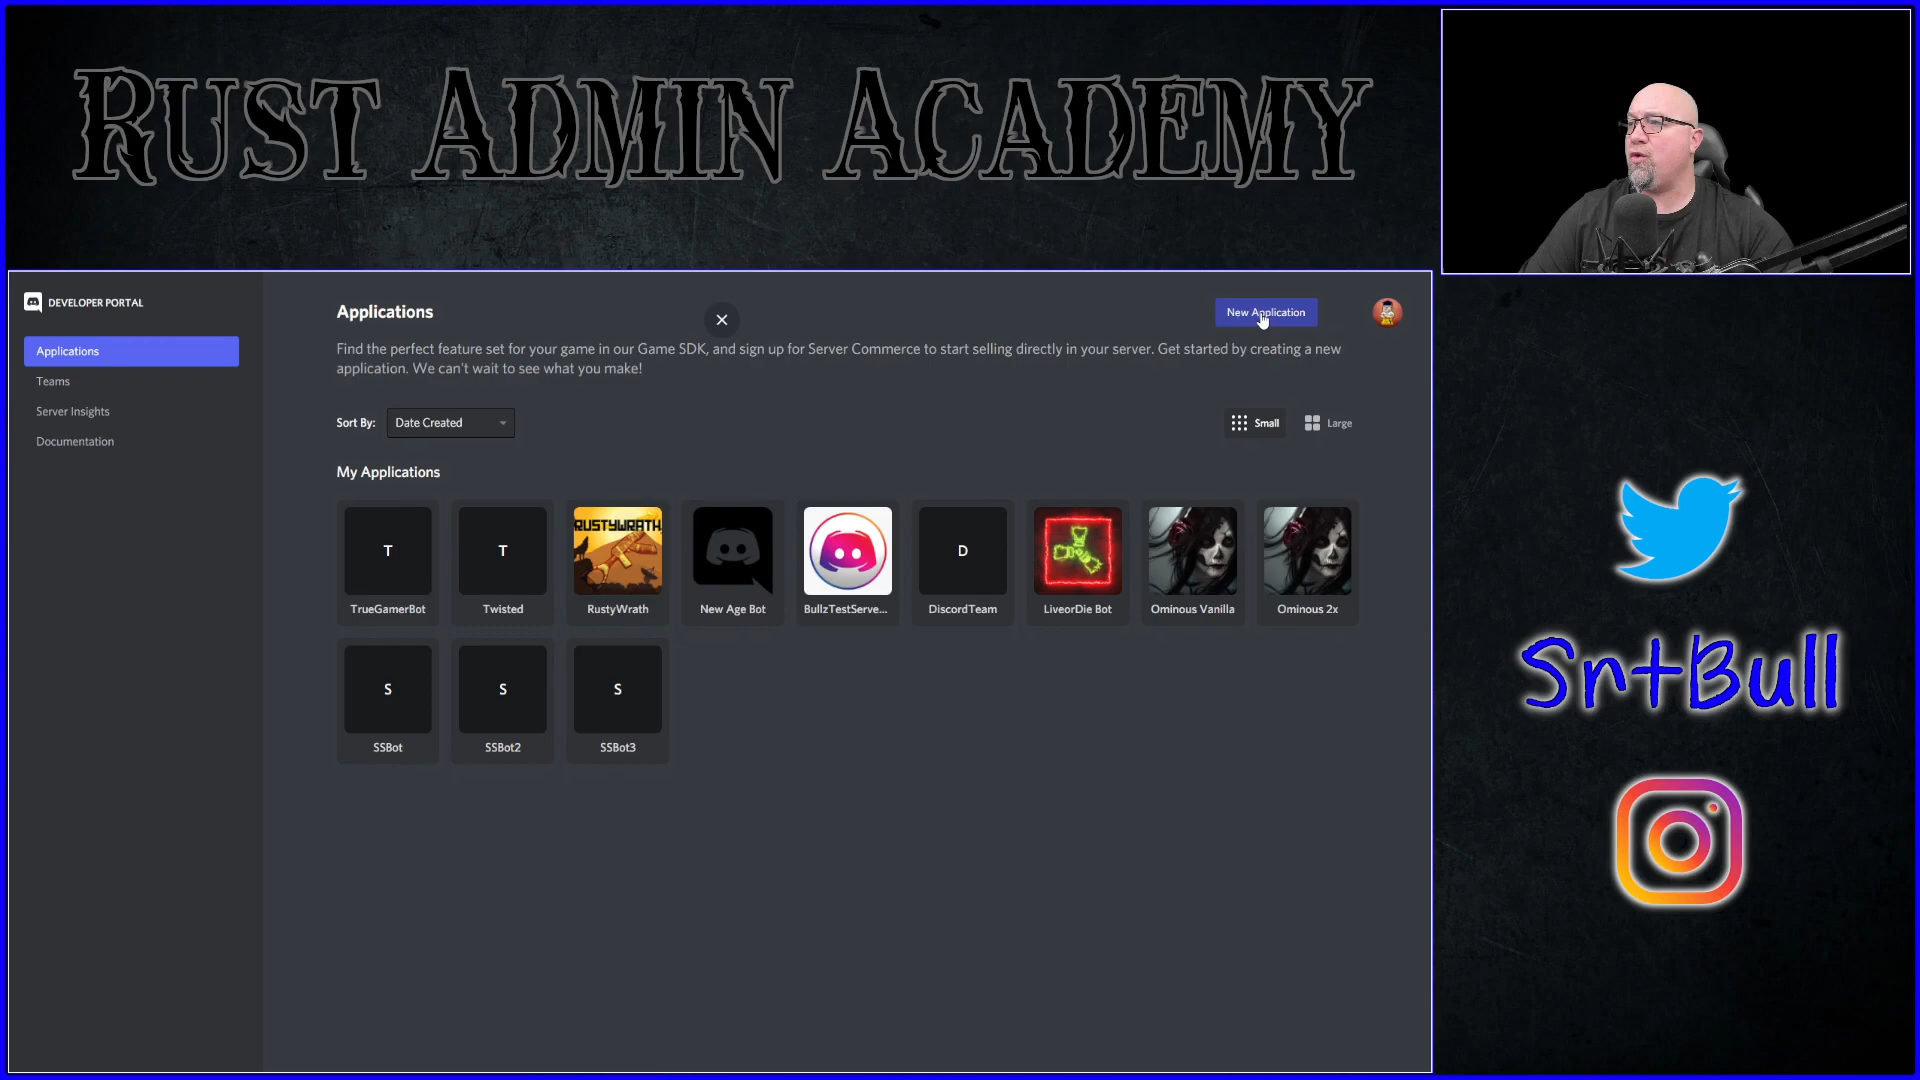 Rust Admin Academy
DEVELOPER PORTAL
Applications
Teams
Server Insights
Documentation
Applications
New Application
Find the perfect feature set for your game in our Game SDK, and sign up for Server Commerce to start selling directly in your server. Get started by creating a new
application. We can't wait to see what you make!
Sort By:
Date Created
Small
Large
My Applications
T
T
RUSTYWRATH
D
TrueGamerBot
Twisted
RustyWrath
New Age Bot
BullzTestServe...
DiscordTeam
LiveorDie Bot
Ominous Vanilla
Ominous 2x
S
S
S
SSBot
SSBot2
SSBot3
SntBull